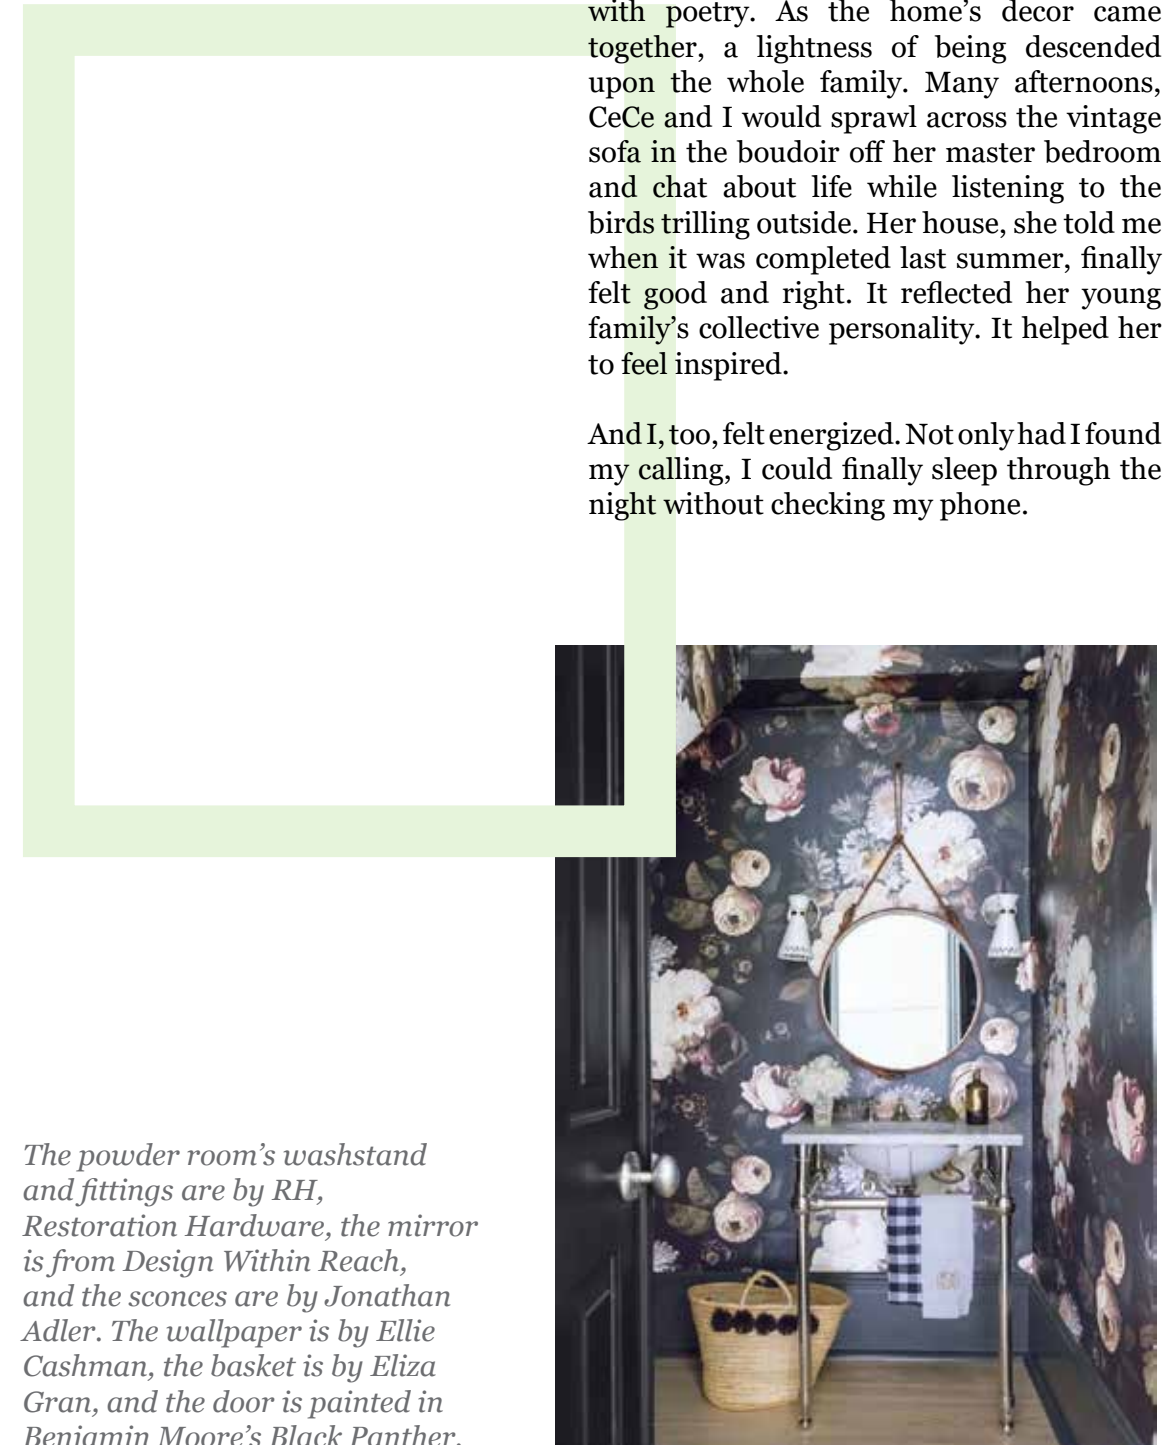 with poetry. As the home’s decor came
together, a lightness of being descended
upon the whole family. Many afternoons,
CeCe and I would sprawl across the vintage
sofa in the boudoir off her master bedroom
and chat about life while listening to the
birds trilling outside. Her house, she told me
when it was completed last summer, finally
felt good and right. It reflected her young
family’s collective personality. It helped her
to feel inspired.
And I, too, felt energized. Not only had I found
my calling, I could finally sleep through the
night without checking my phone.
The powder room’s washstand
and fittings are by RH,
Restoration Hardware, the mirror
is from Design Within Reach,
and the sconces are by Jonathan
Adler. The wallpaper is by Ellie
Cashman, the basket is by Eliza
Gran, and the door is painted in
Benjamin Moore’s Black Panther.